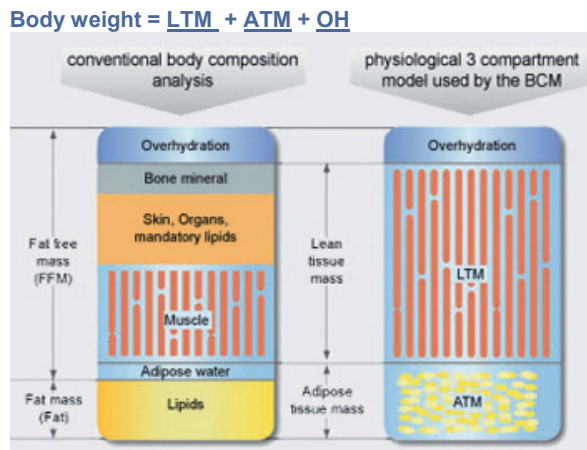 Body weight = LTM + ATM + OH
conventional body composition
analysis
physiological 3 compartment
model used by the BCM
Overhydration
Bone mineral
Skin, Organs,
mandatory lipids
Muscle
Adipose water
Lipids
Fat free
mass
(FFM)
Fat mass
(Fat)
Lean
tissue
mass
Adipose
tissue mass
Overhydration
LTM
ATM